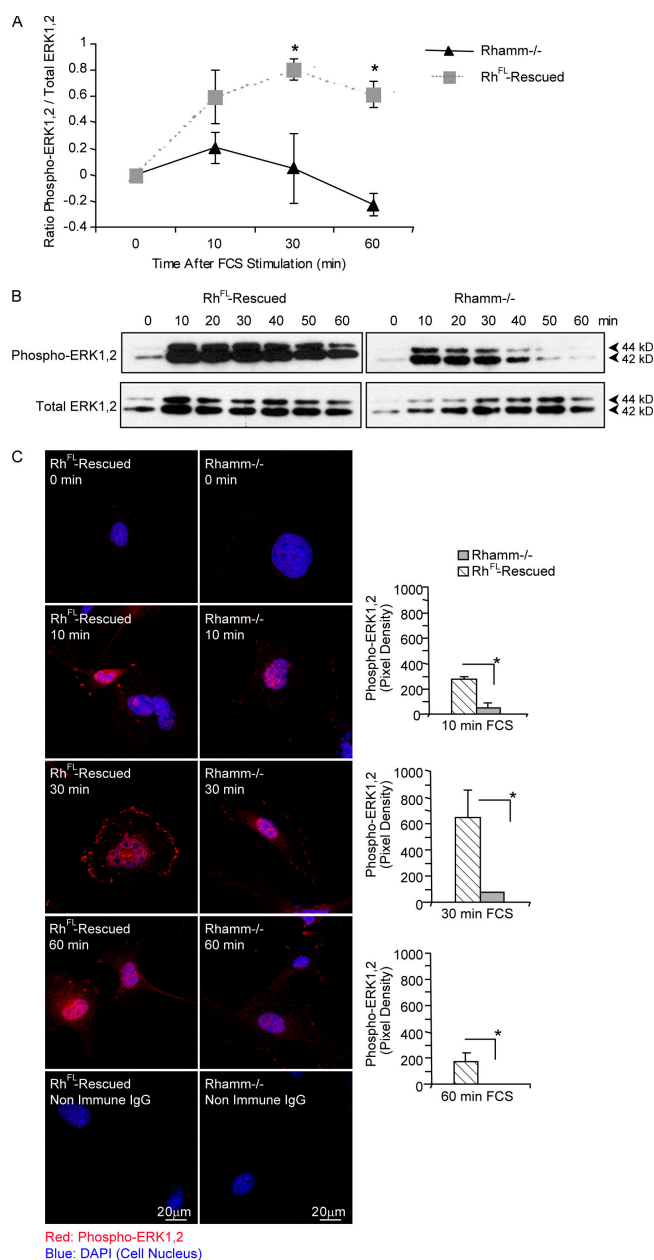 A
Ratio Phospho-ERK1,2 / Total ERK1,2
1
0.8
0.6
0.4
0.2
0
-0.2
-0.4
0 10 30 60
Time After FCS Stimulation (min)
* *
Rhamm-/-
Rh^FL-Rescued
B
Rh^FL-Rescued Rhamm-/-
0 10 20 30 40 50 60 0 10 20 30 40 50 60 min
Phospho-ERK1,2
44 kD
42 kD
Total ERK1,2
44 kD
42 kD
C
Rh^FL-Rescued
0 min
Rhamm-/-
0 min
Rh^FL-Rescued
10 min
Rhamm-/-
10 min
Rh^FL-Rescued
30 min
Rhamm-/-
30 min
Rh^FL-Rescued
60 min
Rhamm-/-
60 min
Rh^FL-Rescued
Non Immune IgG
20µm
Rhamm-/-
Non Immune IgG
20µm
Red: Phospho-ERK1,2
Blue: DAPI (Cell Nucleus)
Rhamm-/-
Rh^FL-Rescued
Phospho-ERK1,2
(Pixel Density)
1000
800
600
400
200
0
*
10 min FCS
Phospho-ERK1,2
(Pixel Density)
1000
800
600
400
200
0
*
30 min FCS
Phospho-ERK1,2
(Pixel Density)
1000
800
600
400
200
0
*
60 min FCS